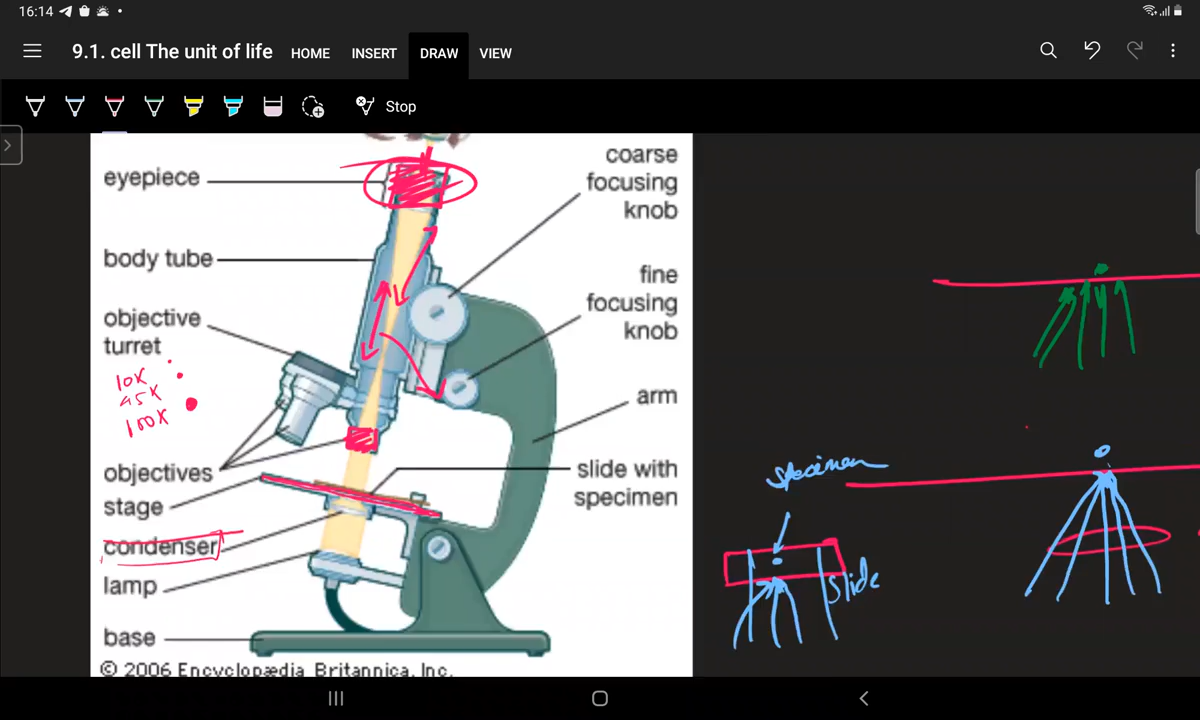 16:14
9.1. cell The unit of life HOME INSERT DRAW VIEW
Stop
eyepiece
body tube
objective
turret
10X
45X
100X
objectives
stage
condenser
lamp
base
coarse
focusing
knob
fine
focusing
knob
arm
slide with
specimen
© 2006 Encyclopædia Britannica, Inc.
specimen
slide